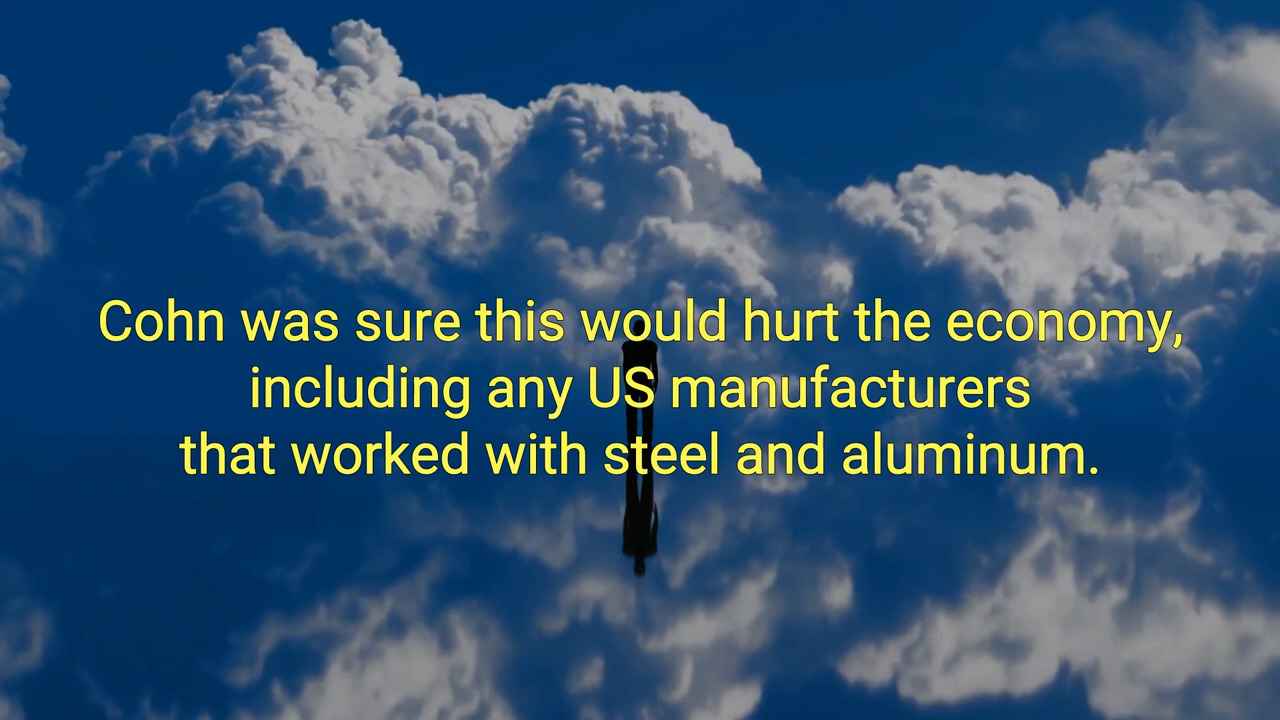 Cohn was sure this would hurt the economy,
including any US manufacturers
that worked with steel and aluminum.